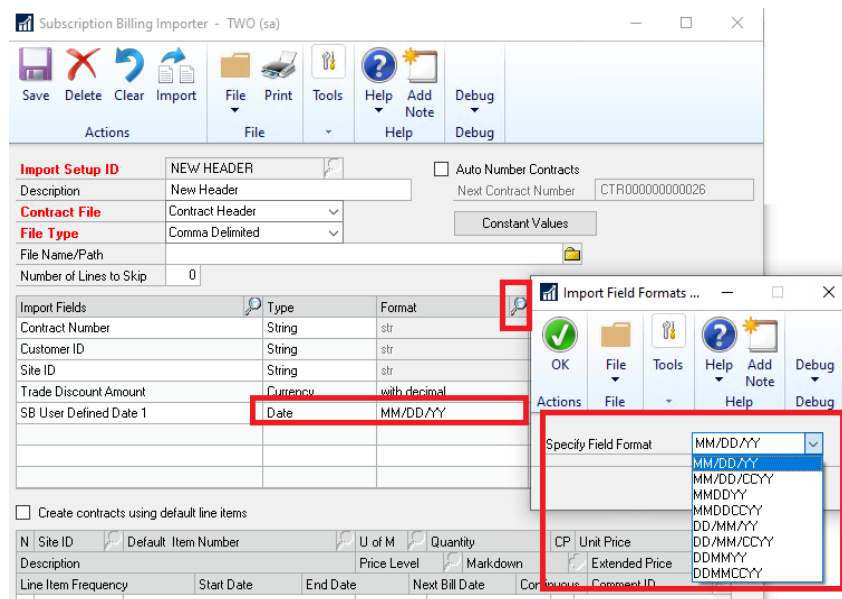 Subscription Billing Importer - TWO (sa)
Save Delete Clear Import File Print Tools Help Add Note Debug
Actions File Help Debug
Import Setup ID NEW HEADER Auto Number Contracts
Description New Header Next Contract Number CTR000000000026
Contract File Contract Header Constant Values
File Type Comma Delimited
File Name/Path
Number of Lines to Skip 0
Import Fields Type Format
Contract Number String str
Customer ID String str
Site ID String str
Trade Discount Amount Currency with decimal
SB User Defined Date 1 Date MM/DD/YY
Create contracts using default line items
N Site ID Default Item Number U of M Quantity CP Unit Price
Description Price Level Markdown Extended Price
Line Item Frequency Start Date End Date Next Bill Date Continuous Comment ID
Import Field Formats ...
OK File Tools Help Add Note Debug
Actions File Help Debug
Specify Field Format MM/DD/YY
MM/DD/YY
MM/DD/CCYY
MMDDYY
MMDDCCYY
DD/MM/YY
DD/MM/CCYY
DDMMYY
DDMMCCYY